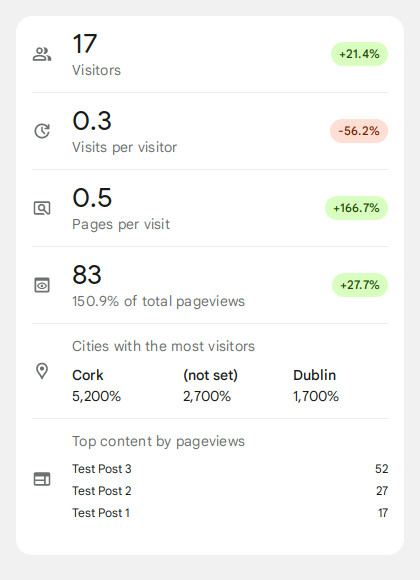 17
Visitors
+21.4%
0.3
Visits per visitor
-56.2%
0.5
Pages per visit
+166.7%
83
150.9% of total pageviews
+27.7%
Cities with the most visitors
Cork (not set) Dublin
5,200% 2,700% 1,700%
Top content by pageviews
Test Post 3 52
Test Post 2 27
Test Post 1 17